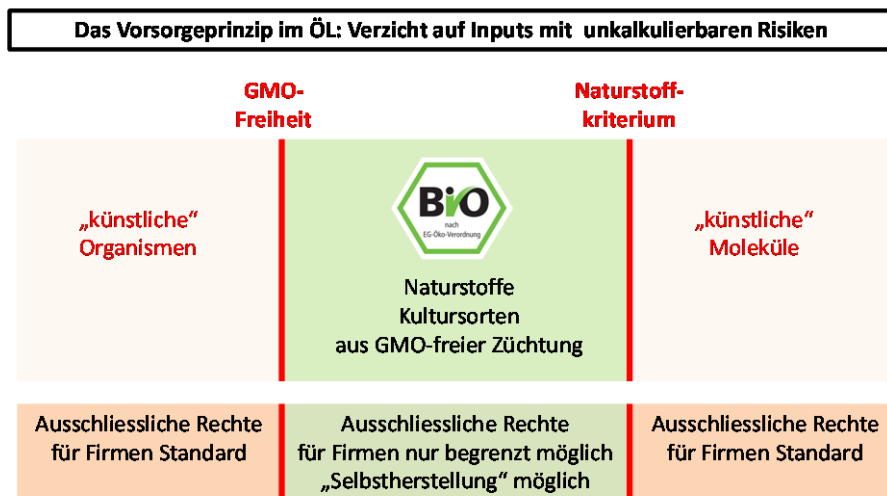 Das Vorsorgeprinzip im ÖL: Verzicht auf Inputs mit unkalkulierbaren Risiken
GMO-
Freiheit
Naturstoff-
kriterium
„künstliche“
Organismen
Bio
nach
EG-Öko-Verordnung
Naturstoffe
Kultursorten
aus GMO-freier Züchtung
„künstliche“
Moleküle
Ausschliessliche Rechte
für Firmen Standard
Ausschliessliche Rechte
für Firmen nur begrenzt möglich
„Selbstherstellung“ möglich
Ausschliessliche Rechte
für Firmen Standard